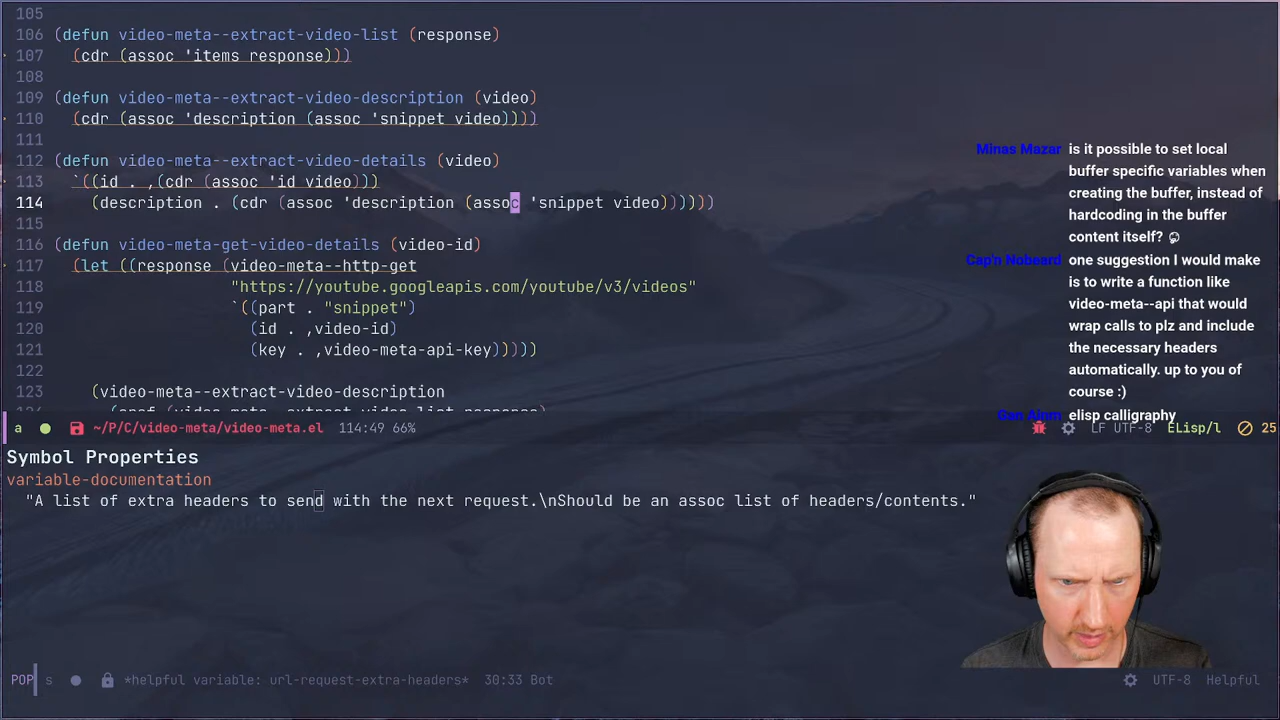 105
106 (defun video-meta--extract-video-list (response)
107   (cdr (assoc 'items response)))
108
109 (defun video-meta--extract-video-description (video)
110   (cdr (assoc 'description (assoc 'snippet video))))
111
112 (defun video-meta--extract-video-details (video)
113   `((id . ,(cdr (assoc 'id video)))
114     (description . (cdr (assoc 'description (assoc 'snippet video))))))
115
116 (defun video-meta-get-video-details (video-id)
117   (let ((response (video-meta--http-get
118                    "https://youtube.googleapis.com/youtube/v3/videos"
119                    `((part . "snippet")
120                      (id . ,video-id)
121                      (key . ,video-meta-api-key)))))
122
123     (video-meta--extract-video-description
Minas Mazar is it possible to set local
buffer specific variables when
creating the buffer, instead of
hardcoding in the buffer
content itself?
Cap'n Nobeard one suggestion I would make
is to write a function like
video-meta--api that would
wrap calls to plz and include
the necessary headers
automatically. up to you of
course :)
elisp calligraphy
a ~/P/C/video-meta/video-meta.el 114:49 66% LF UTF-8 ELisp/l 25
Symbol Properties
variable-documentation
"A list of extra headers to send with the next request.\nShould be an assoc list of headers/contents."
POP s *helpful variable: url-request-extra-headers* 30:33 Bot UTF-8 Helpful